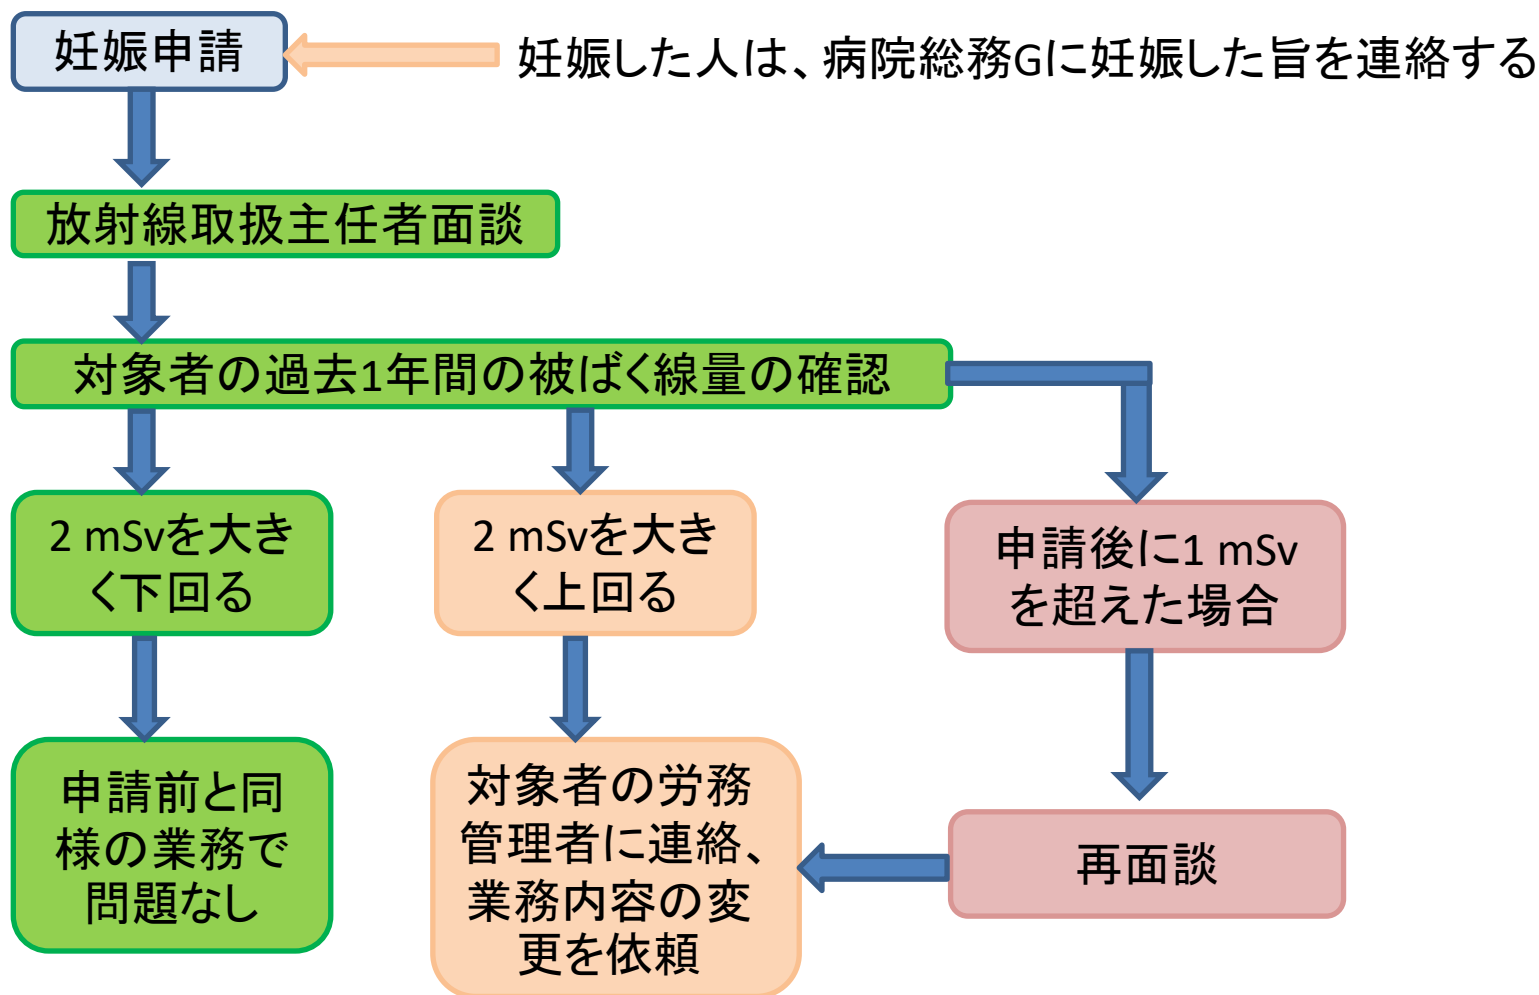 妊娠申請
妊娠した人は、病院総務Gに妊娠した旨を連絡する
放射線取扱主任者面談
対象者の過去1年間の被ばく線量の確認
2 mSvを大き
く下回る
2 mSvを大き
く上回る
申請後に1 mSv
を超えた場合
申請前と同
様の業務で
問題なし
対象者の労務
管理者に連絡、
業務内容の変
更を依頼
再面談